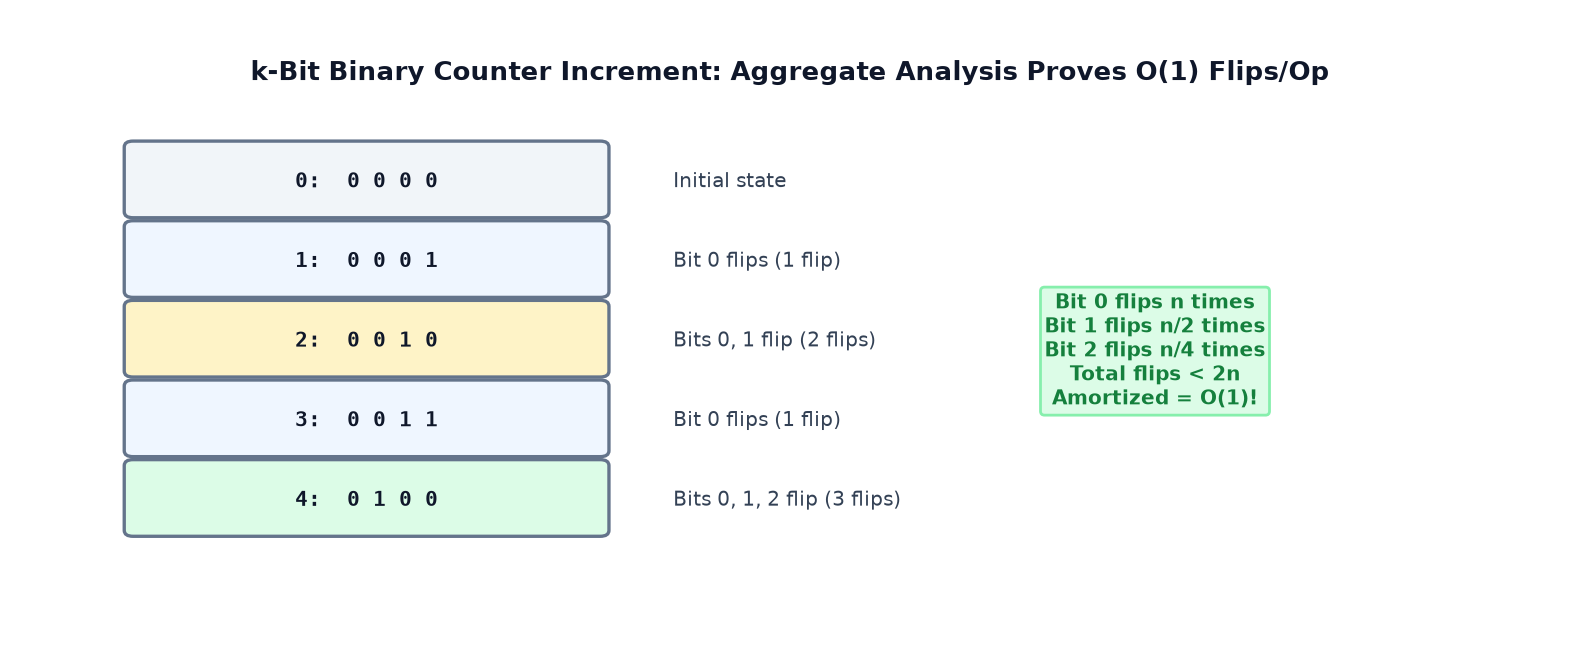 k-Bit Binary Counter Increment: Aggregate Analysis Proves O(1) Flips/Op
0: 0 0 0 0
Initial state
1: 0 0 0 1
Bit 0 flips (1 flip)
2: 0 0 1 0
Bits 0, 1 flip (2 flips)
3: 0 0 1 1
Bit 0 flips (1 flip)
4: 0 1 0 0
Bits 0, 1, 2 flip (3 flips)
Bit 0 flips n times
Bit 1 flips n/2 times
Bit 2 flips n/4 times
Total flips < 2n
Amortized = O(1)!